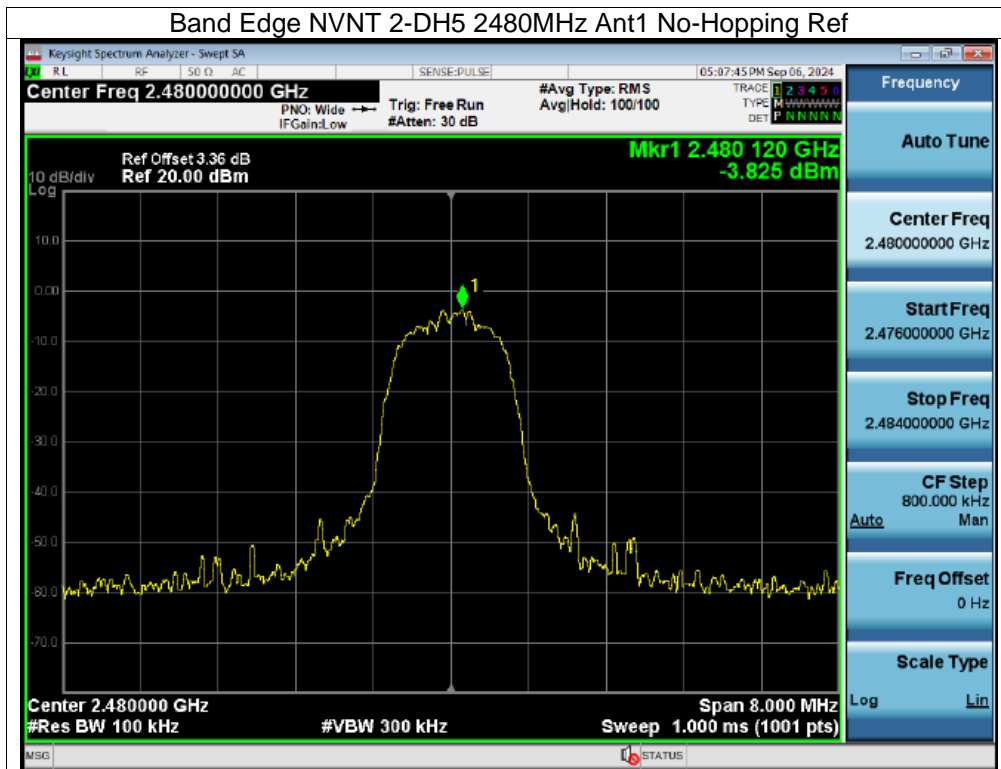 Band Edge NVNT 2-DH5 2480MHz Ant1 No-Hopping Ref
Keysight Spectrum Analyzer - Swept SA
LXI RL RF 50 Ω AC SENSE:PULSE 05:07:45 PM Sep 06, 2024
Center Freq 2.480000000 GHz
PNO: Wide
IFGain:Low
Trig: Free Run
#Atten: 30 dB
#Avg Type: RMS
Avg|Hold: 100/100
TRACE 1 2 3 4 5 6
TYPE M W W W W W
DET P N N N N N
Mkr1 2.480 120 GHz
-3.825 dBm
Ref Offset 3.36 dB
10 dB/div Ref 20.00 dBm
Log
10.0
0.00
-10.0
-20.0
-30.0
-40.0
-50.0
-60.0
-70.0
1
Center 2.480000 GHz Span 8.000 MHz
#Res BW 100 kHz #VBW 300 kHz Sweep 1.000 ms (1001 pts)
MSG STATUS
Frequency
Auto Tune
Center Freq
2.480000000 GHz
Start Freq
2.476000000 GHz
Stop Freq
2.484000000 GHz
CF Step
800.000 kHz
Auto Man
Freq Offset
0 Hz
Scale Type
Log Lin